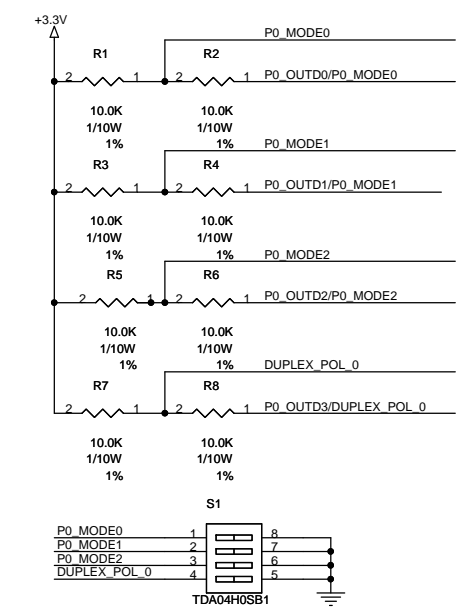 +3.3V
P0_MODE0
R1 R2
2 1 2 1 P0_OUTD0/P0_MODE0
10.0K 10.0K
1/10W 1/10W
1% 1% P0_MODE1
R3 R4
2 1 2 1 P0_OUTD1/P0_MODE1
10.0K 10.0K
1/10W 1/10W
1% 1% P0_MODE2
R5 R6
2 1 2 1 P0_OUTD2/P0_MODE2
10.0K 10.0K
1/10W 1/10W
1% 1% DUPLEX_POL_0
R7 R8
2 1 2 1 P0_OUTD3/DUPLEX_POL_0
10.0K 10.0K
1/10W 1/10W
1% 1%
S1
P0_MODE0 1 8
P0_MODE1 2 7
P0_MODE2 3 6
DUPLEX_POL_0 4 5
TDA04H0SB1